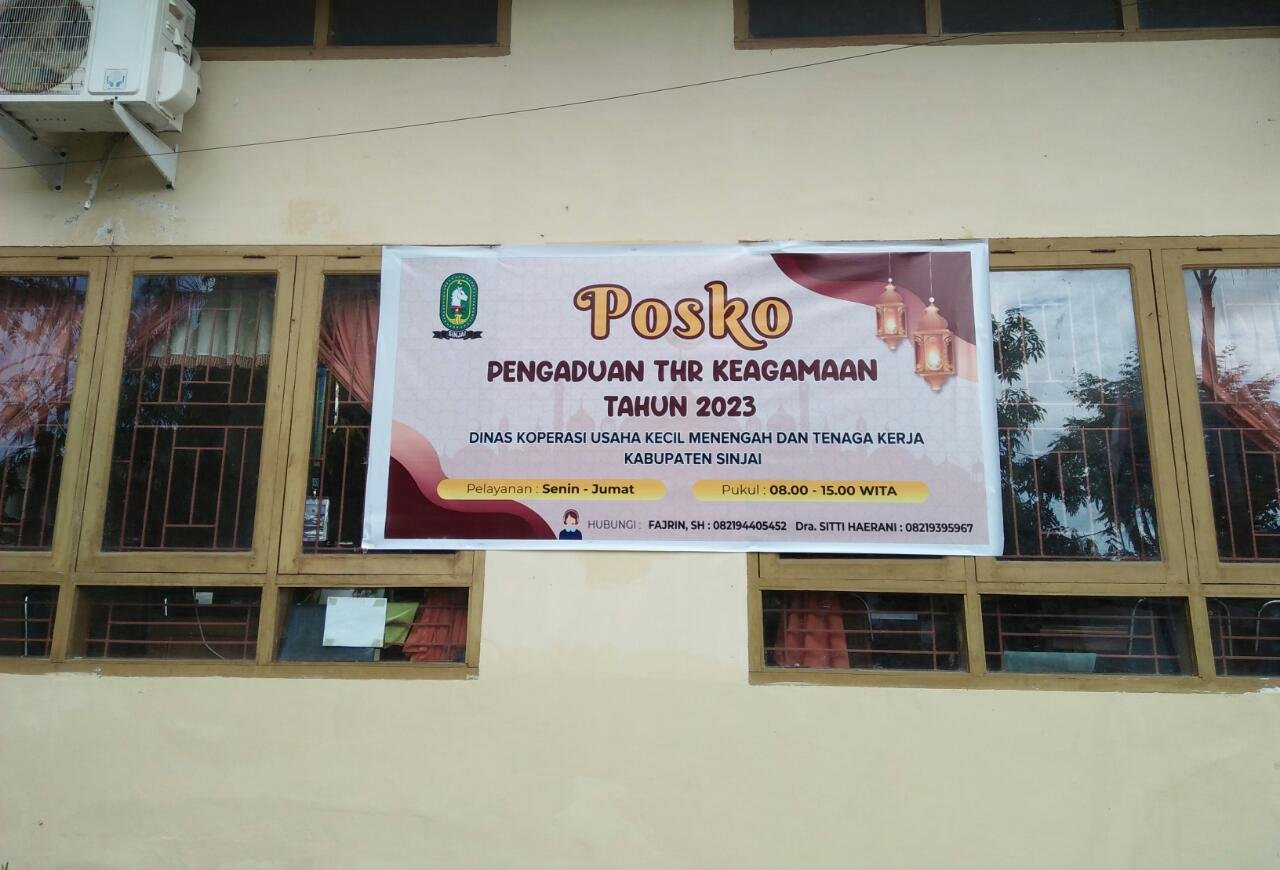 SINJAI
Posko
PENGADUAN THR KEAGAMAAN
TAHUN 2023
DINAS KOPERASI USAHA KECIL MENENGAH DAN TENAGA KERJA
KABUPATEN SINJAI
Pelayanan : Senin - Jumat Pukul : 08.00 - 15.00 WITA
HUBUNGI : FAJRIN, SH : 082194405452 Dra. SITTI HAERANI : 08219395967